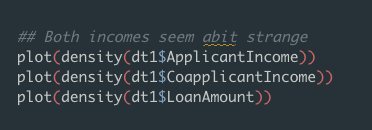 ## Both incomes seem abit strange
plot(density(dt1$ApplicantIncome))
plot(density(dt1$CoapplicantIncome))
plot(density(dt1$LoanAmount))